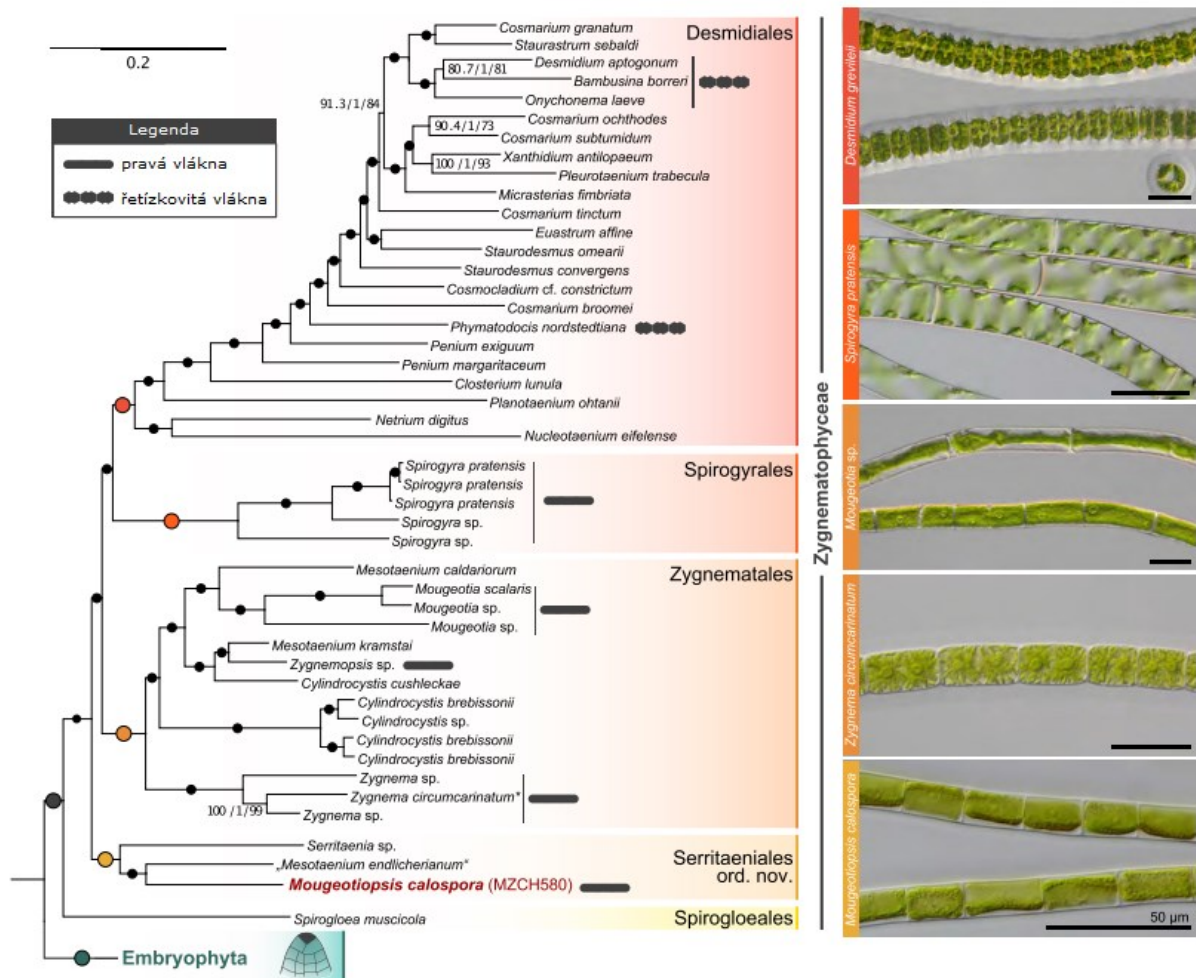 0.2
Legenda
pravá vlákna
řetízkovitá vlákna
Desmidiales
Cosmarium granatum
Staurastrum sebaldi
Desmidium aptogonum
80.7/1/81
Bambusina borreri
Onychonema laeve
91.3/1/84
Cosmarium ochthodes
90.4/1/73
Cosmarium subtumidum
Xanthidium antilopaeum
100/1/93
Pleurotaenium trabecula
Micrasterias fimbriata
Cosmarium tinctum
Euastrum affine
Staurodesmus omearii
Staurodesmus convergens
Cosmocladium cf. constrictum
Cosmarium broomei
Phymatodocis nordstedtiana
Penium exiguum
Penium margaritaceum
Closterium lunula
Planotaenium ohtanii
Netrium digitus
Nucleotaenium eifelense
Spirogyrales
Spirogyra pratensis
Spirogyra pratensis
Spirogyra pratensis
Spirogyra sp.
Spirogyra sp.
Zygnematales
Mesotaenium caldariorum
Mougeotia scalaris
Mougeotia sp.
Mougeotia sp.
Mesotaenium kramstai
Zygnemopsis sp.
Cylindrocystis cushleckae
Cylindrocystis brebissonii
Cylindrocystis sp.
Cylindrocystis brebissonii
Cylindrocystis brebissonii
Zygnema sp.
Zygnema circumcarinatum*
100/1/99
Zygnema sp.
Serritaeniales
ord. nov.
Serritaenia sp.
„Mesotaenium endlicherianum“
Mougeotiopsis calospora (MZCH580)
Spirogloeales
Spirogloea muscicola
Embryophyta
Zygnematophyceae
Desmidium grevileii
Spirogyra pratensis
Mougeotia sp.
Zygnema circumcarinatum
Mougeotiopsis calospora
50 µm